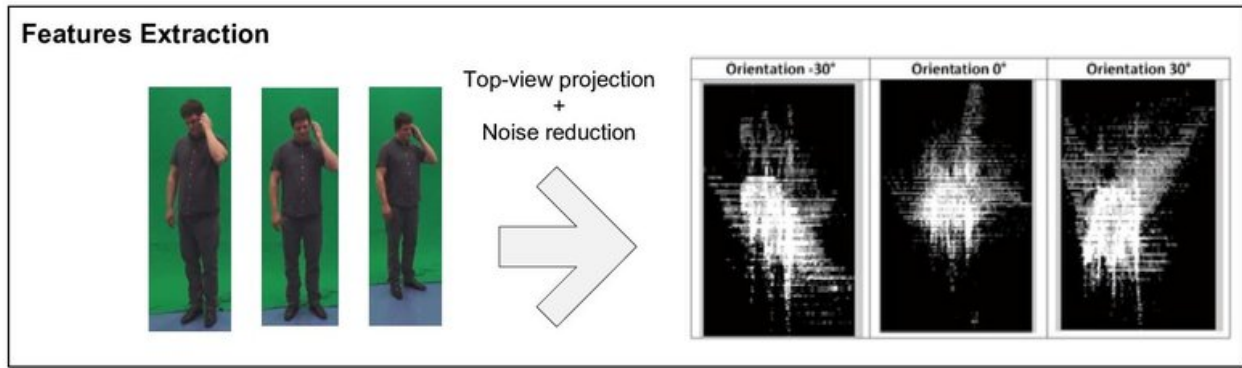 Features Extraction
Top-view projection
+
Noise reduction
Orientation -30°
Orientation 0°
Orientation 30°